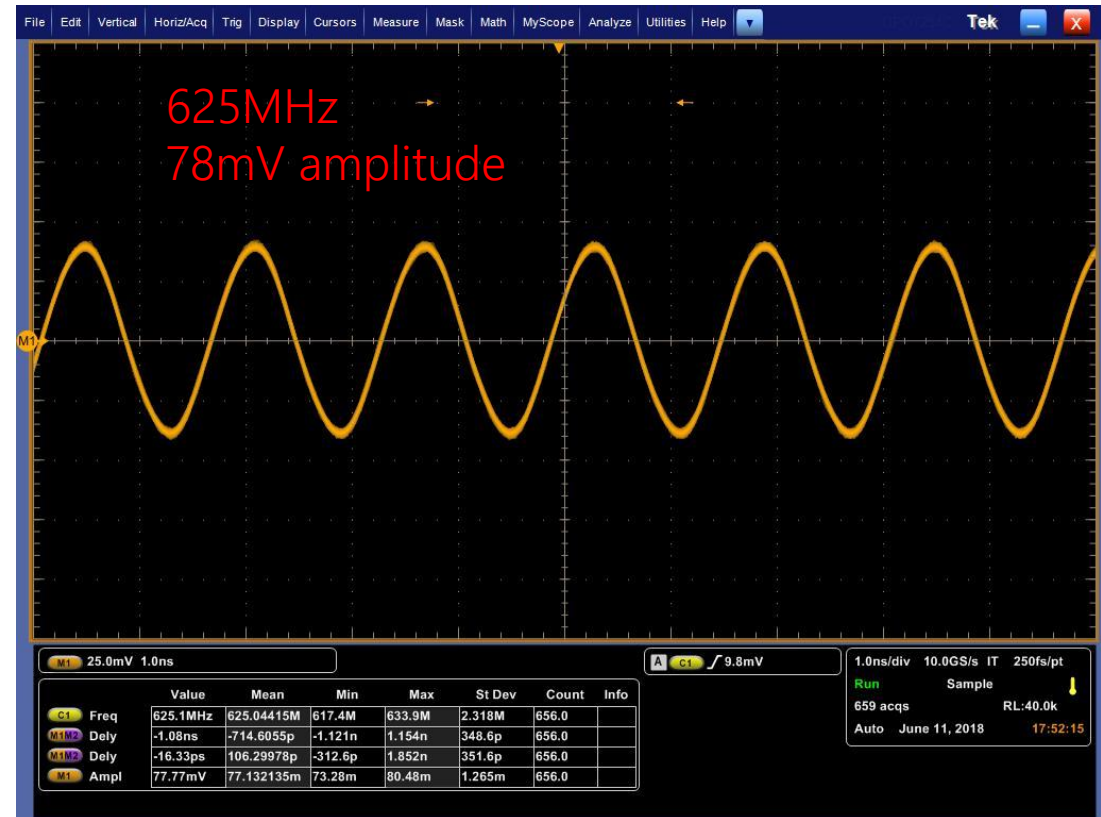 File Edit Vertical Horiz/Acq Trig Display Cursors Measure Mask Math MyScope Analyze Utilities Help Tek X
625MHz
78mV amplitude
M1
M1 25.0mV 1.0ns
A C1 9.8mV
1.0ns/div 10.0GS/s IT 250fs/pt
Run Sample
659 acqs RL:40.0k
Auto June 11, 2018 17:52:15
Value Mean Min Max St Dev Count Info
C1 Freq 625.1MHz 625.04415M 617.4M 633.9M 2.318M 656.0
M1M2 Dely -1.08ns -714.6055p -1.121n 1.154n 348.6p 656.0
M1M2 Dely -16.33ps 106.29978p -312.6p 1.852n 351.6p 656.0
M1 Ampl 77.77mV 77.132135m 73.28m 80.48m 1.265m 656.0